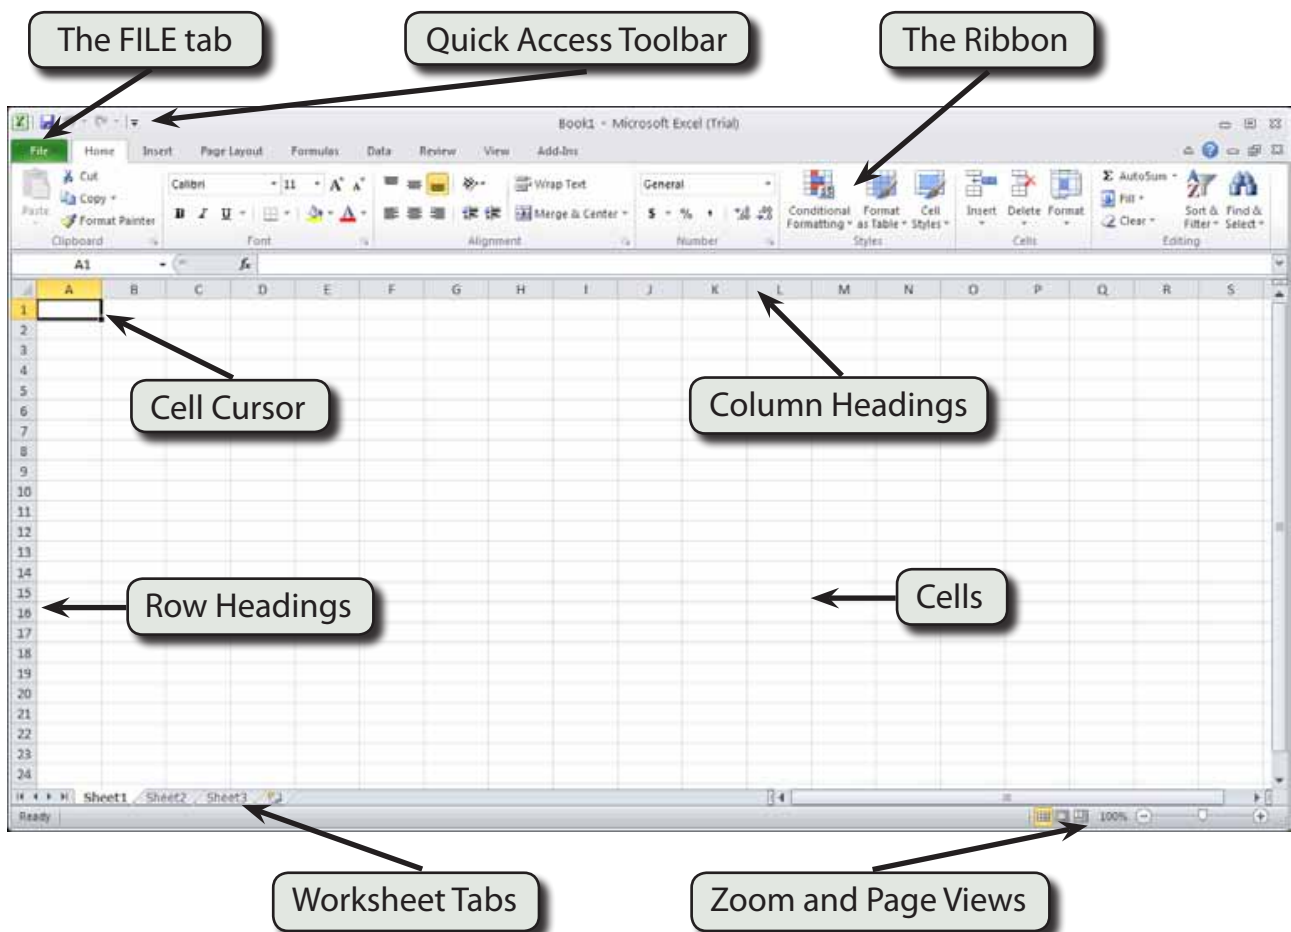 The FILE tab Quick Access Toolbar The Ribbon
Book1 - Microsoft Excel (Trial)
File Home Insert Page Layout Formulas Data Review View Add-Ins
Cut Calibri 11 A A Wrap Text General Σ AutoSum
Copy Fill
Paste Format Painter B I U A Merge & Center $ % , Conditional Formatting Format as Table Cell Styles Insert Delete Format Clear Sort & Filter Find & Select
Clipboard Font Alignment Number Styles Cells Editing
A1 fx
A B C D E F G H I J K L M N O P Q R S
1
2
3
4
5
Cell Cursor Column Headings
6
7
8
9
10
11
12
13
14
15
Row Headings Cells
16
17
18
19
20
21
22
23
24
Sheet1 Sheet2 Sheet3
Ready 100%
Worksheet Tabs Zoom and Page Views